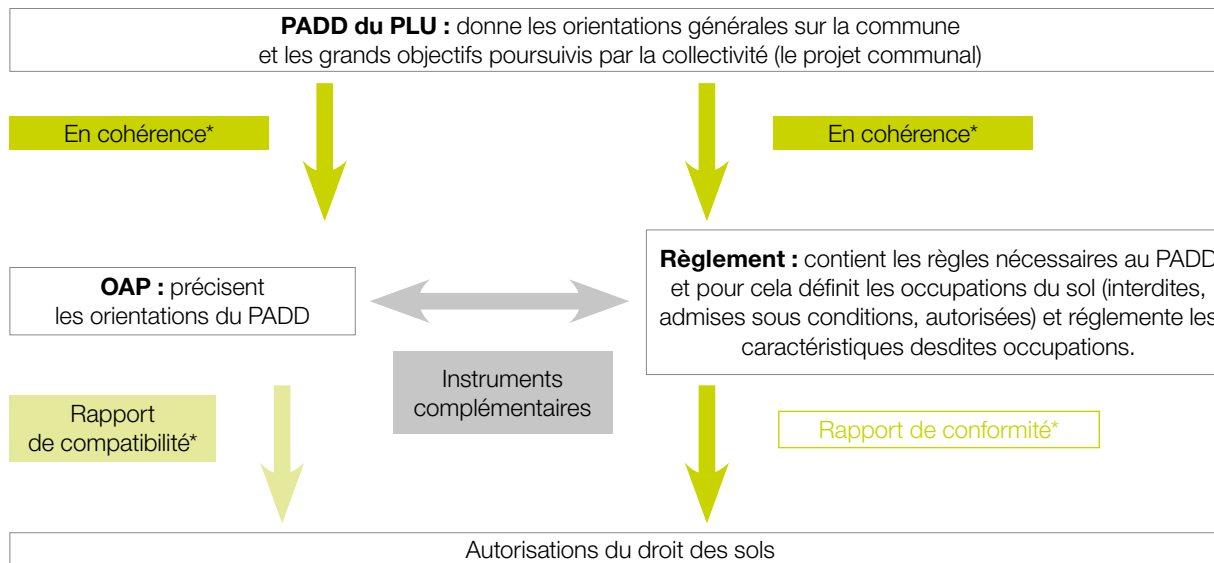 PADD du PLU : donne les orientations générales sur la commune
et les grands objectifs poursuivis par la collectivité (le projet communal)
En cohérence*
En cohérence*
OAP : précisent
les orientations du PADD
Règlement : contient les règles nécessaires au PADD
et pour cela définit les occupations du sol (interdites,
admises sous conditions, autorisées) et réglemente les
caractéristiques desdites occupations.
Instruments
complémentaires
Rapport
de compatibilité*
Rapport de conformité*
Autorisations du droit des sols